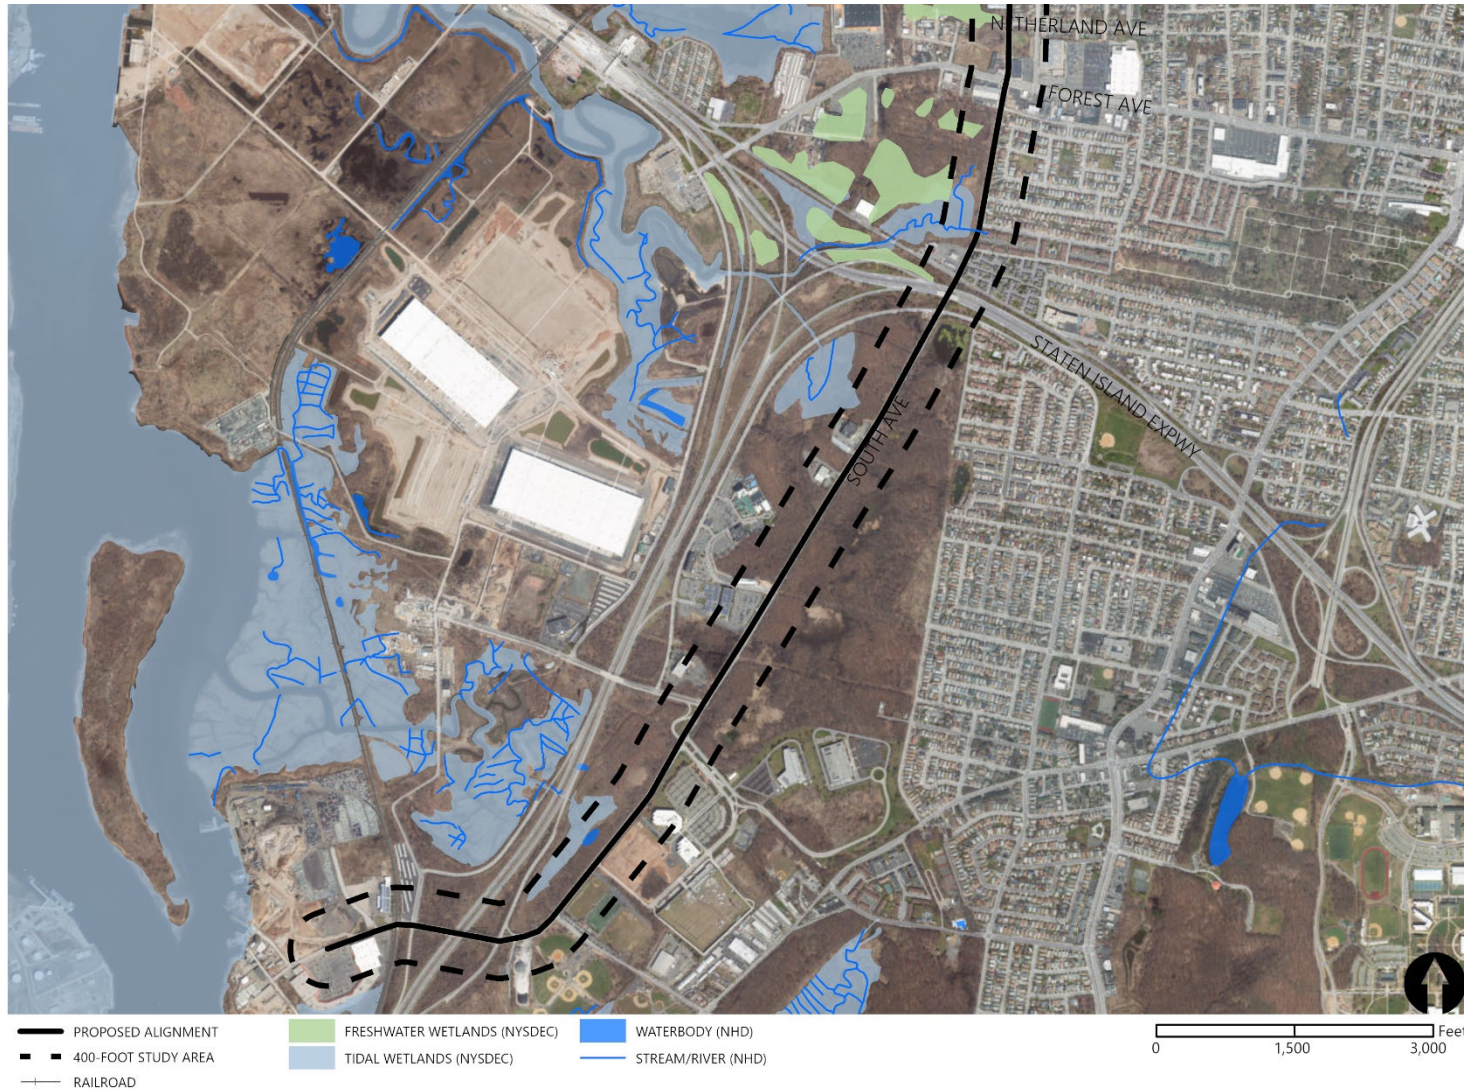 NETHERLAND AVE
FOREST AVE
STATEN ISLAND EXPWY
SOUTH AVE
PROPOSED ALIGNMENT
400-FOOT STUDY AREA
RAILROAD
FRESHWATER WETLANDS (NYSDEC)
TIDAL WETLANDS (NYSDEC)
WATERBODY (NHD)
STREAM/RIVER (NHD)
Feet
0 1,500 3,000